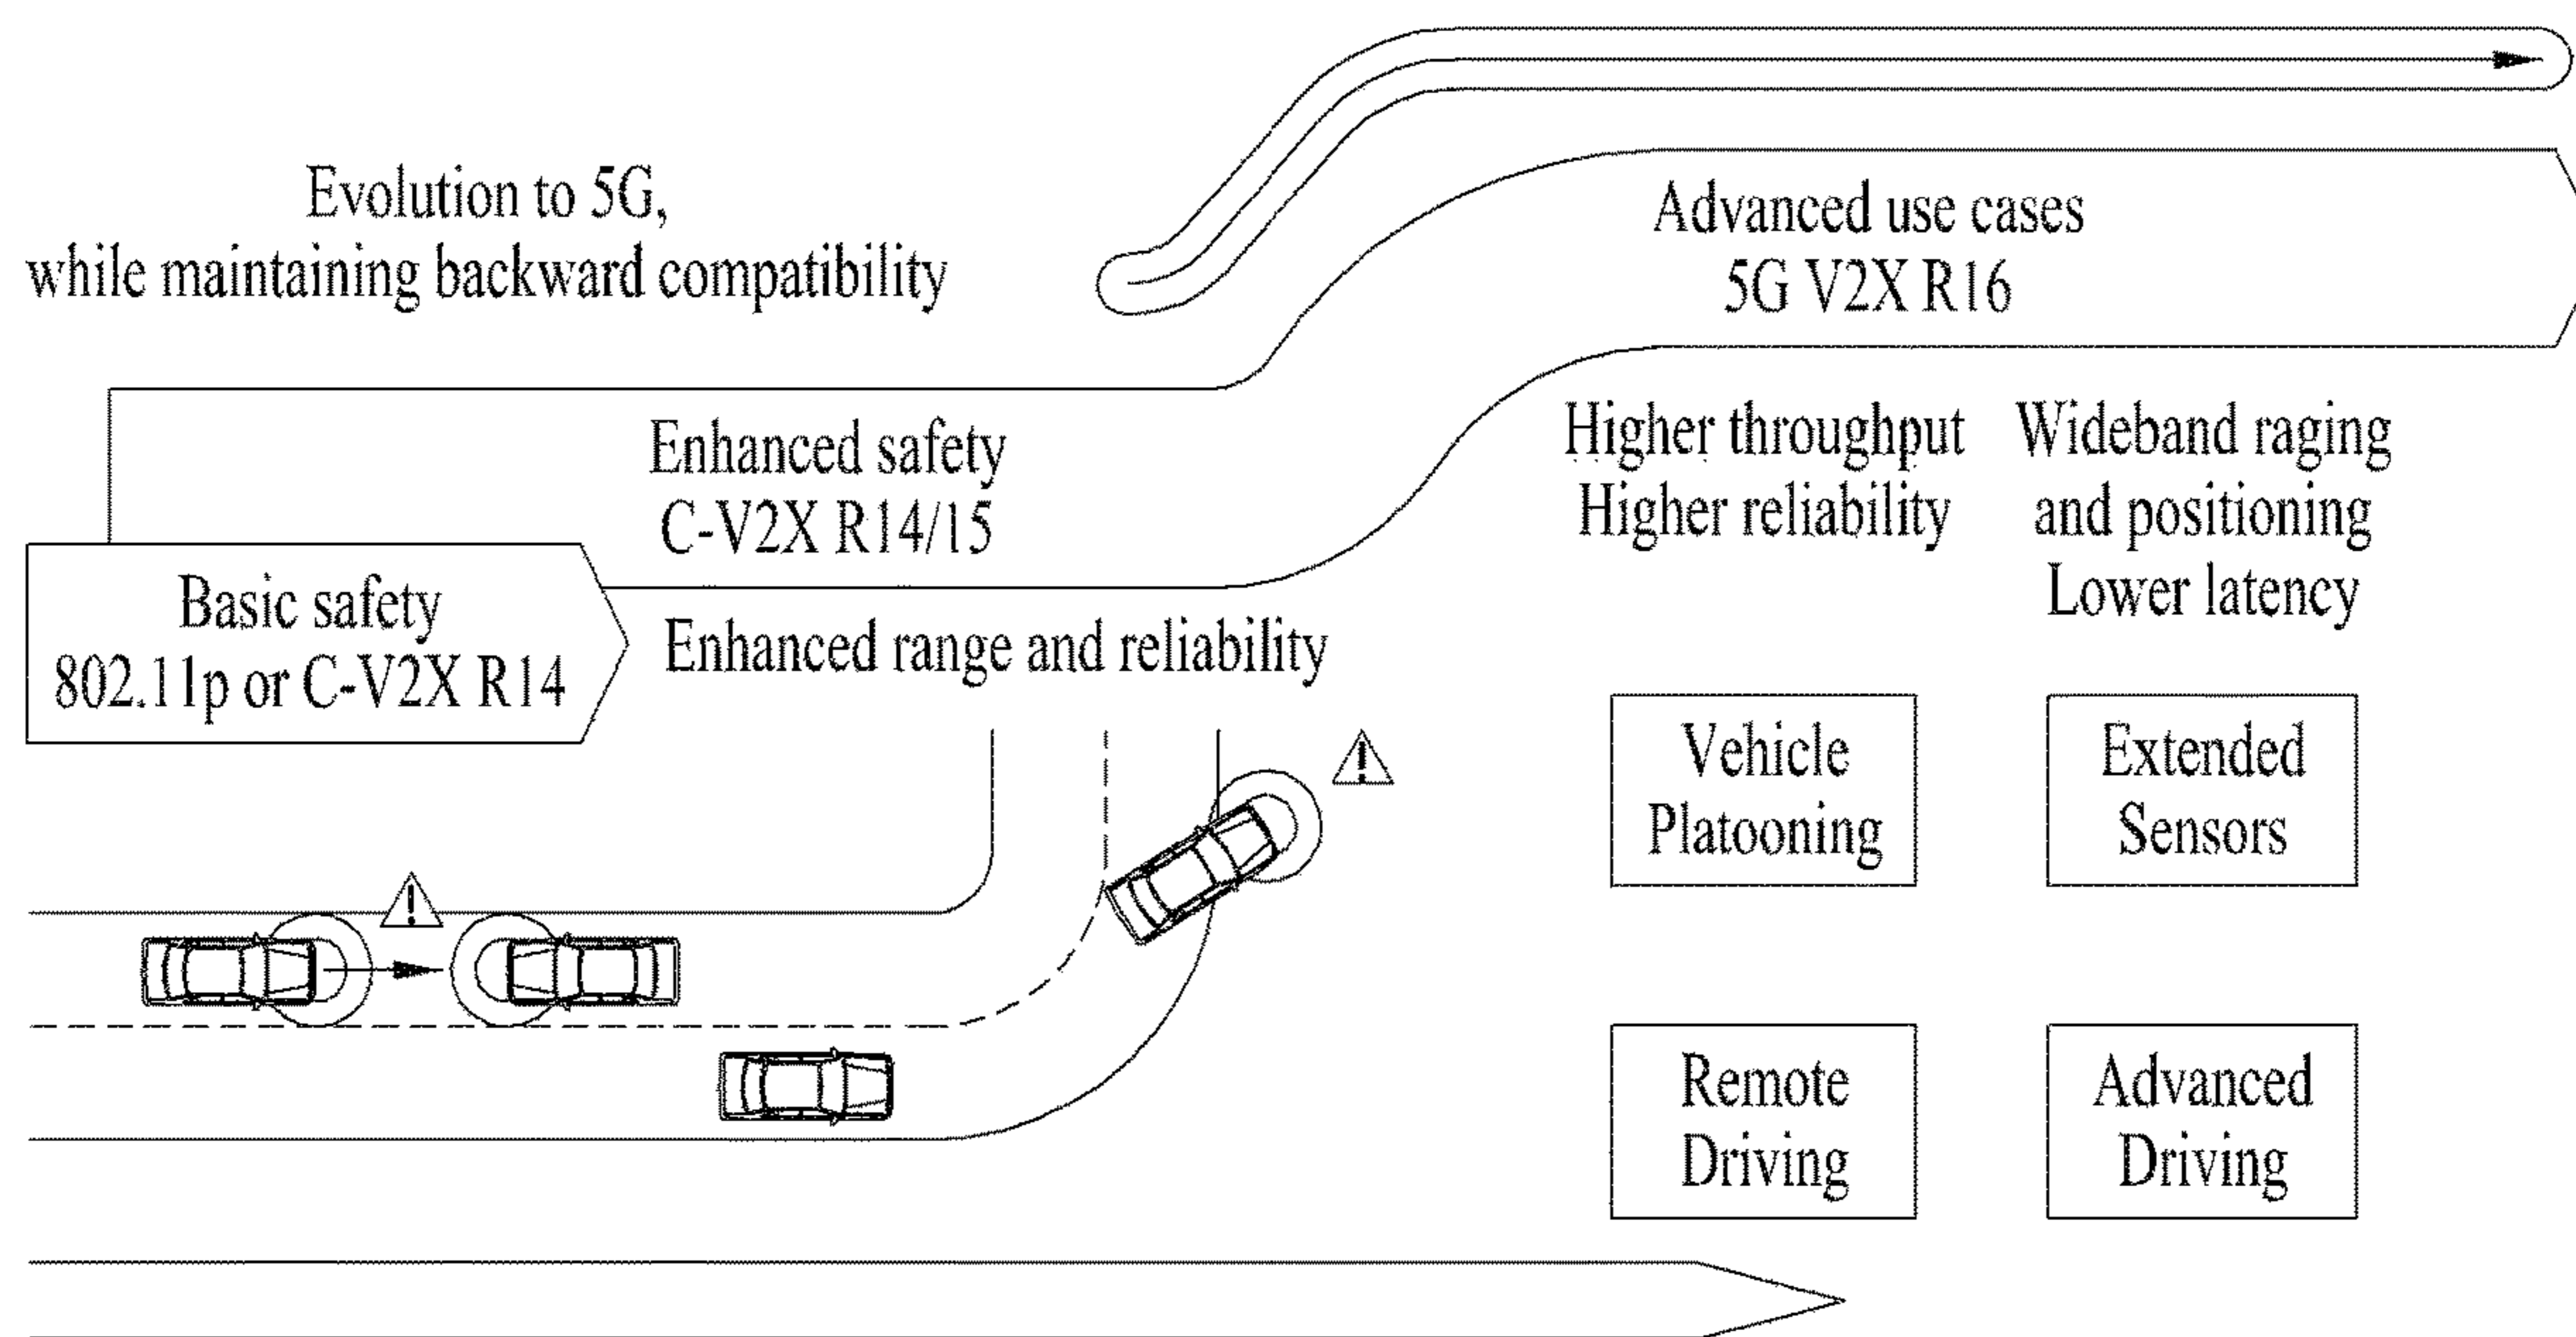 Evolution to 5G,
while maintaining backward compatibility
Advanced use cases
5G V2X R16
Enhanced safety
C-V2X R14/15
Basic safety
802.11p or C-V2X R14
Enhanced range and reliability
Higher throughput
Higher reliability
Wideband raging
and positioning
Lower latency
Vehicle
Platooning
Extended
Sensors
Remote
Driving
Advanced
Driving